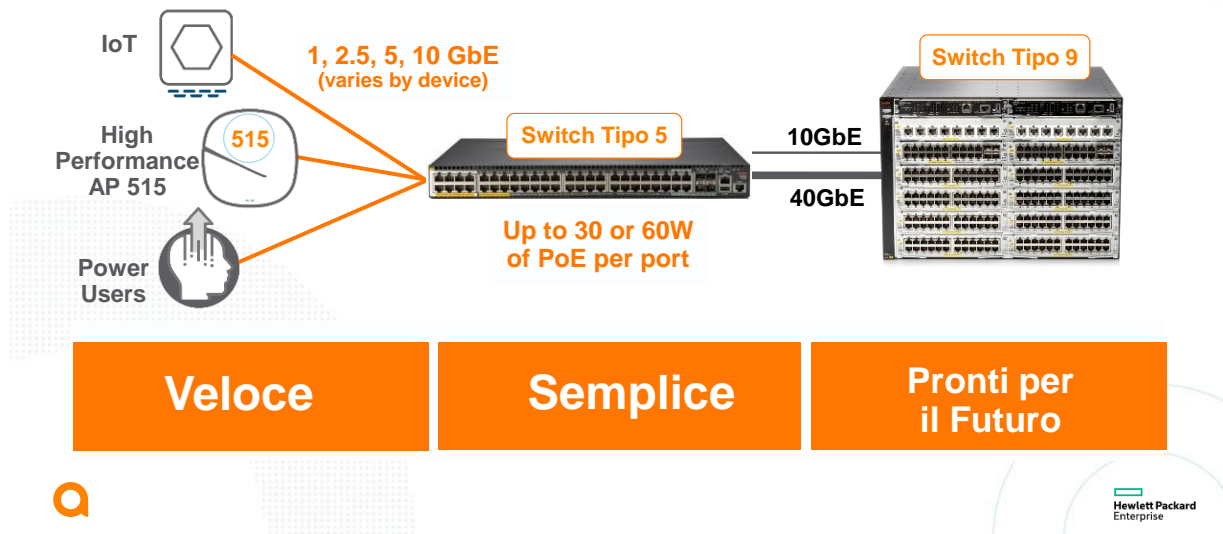 IoT
1, 2.5, 5, 10 GbE
(varies by device)
Switch Tipo 9
High
Performance
AP 515
515
Switch Tipo 5
10GbE
40GbE
Up to 30 or 60W
of PoE per port
Power
Users
Veloce
Semplice
Pronti per
il Futuro
Hewlett Packard
Enterprise